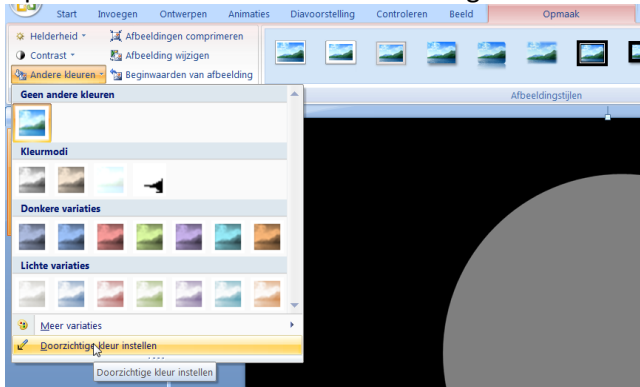 Start Invoegen Ontwerpen Animaties Diavoorstelling Controleren Beeld Opmaak
Helderheid
Afbeeldingen comprimeren
Contrast
Afbeelding wijzigen
Andere kleuren
Beginwaarden van afbeelding
Afbeeldingstijlen
Geen andere kleuren
Kleurmodi
Donkere variaties
Lichte variaties
Meer variaties
Doorzichtige kleur instellen
Doorzichtige kleur instellen